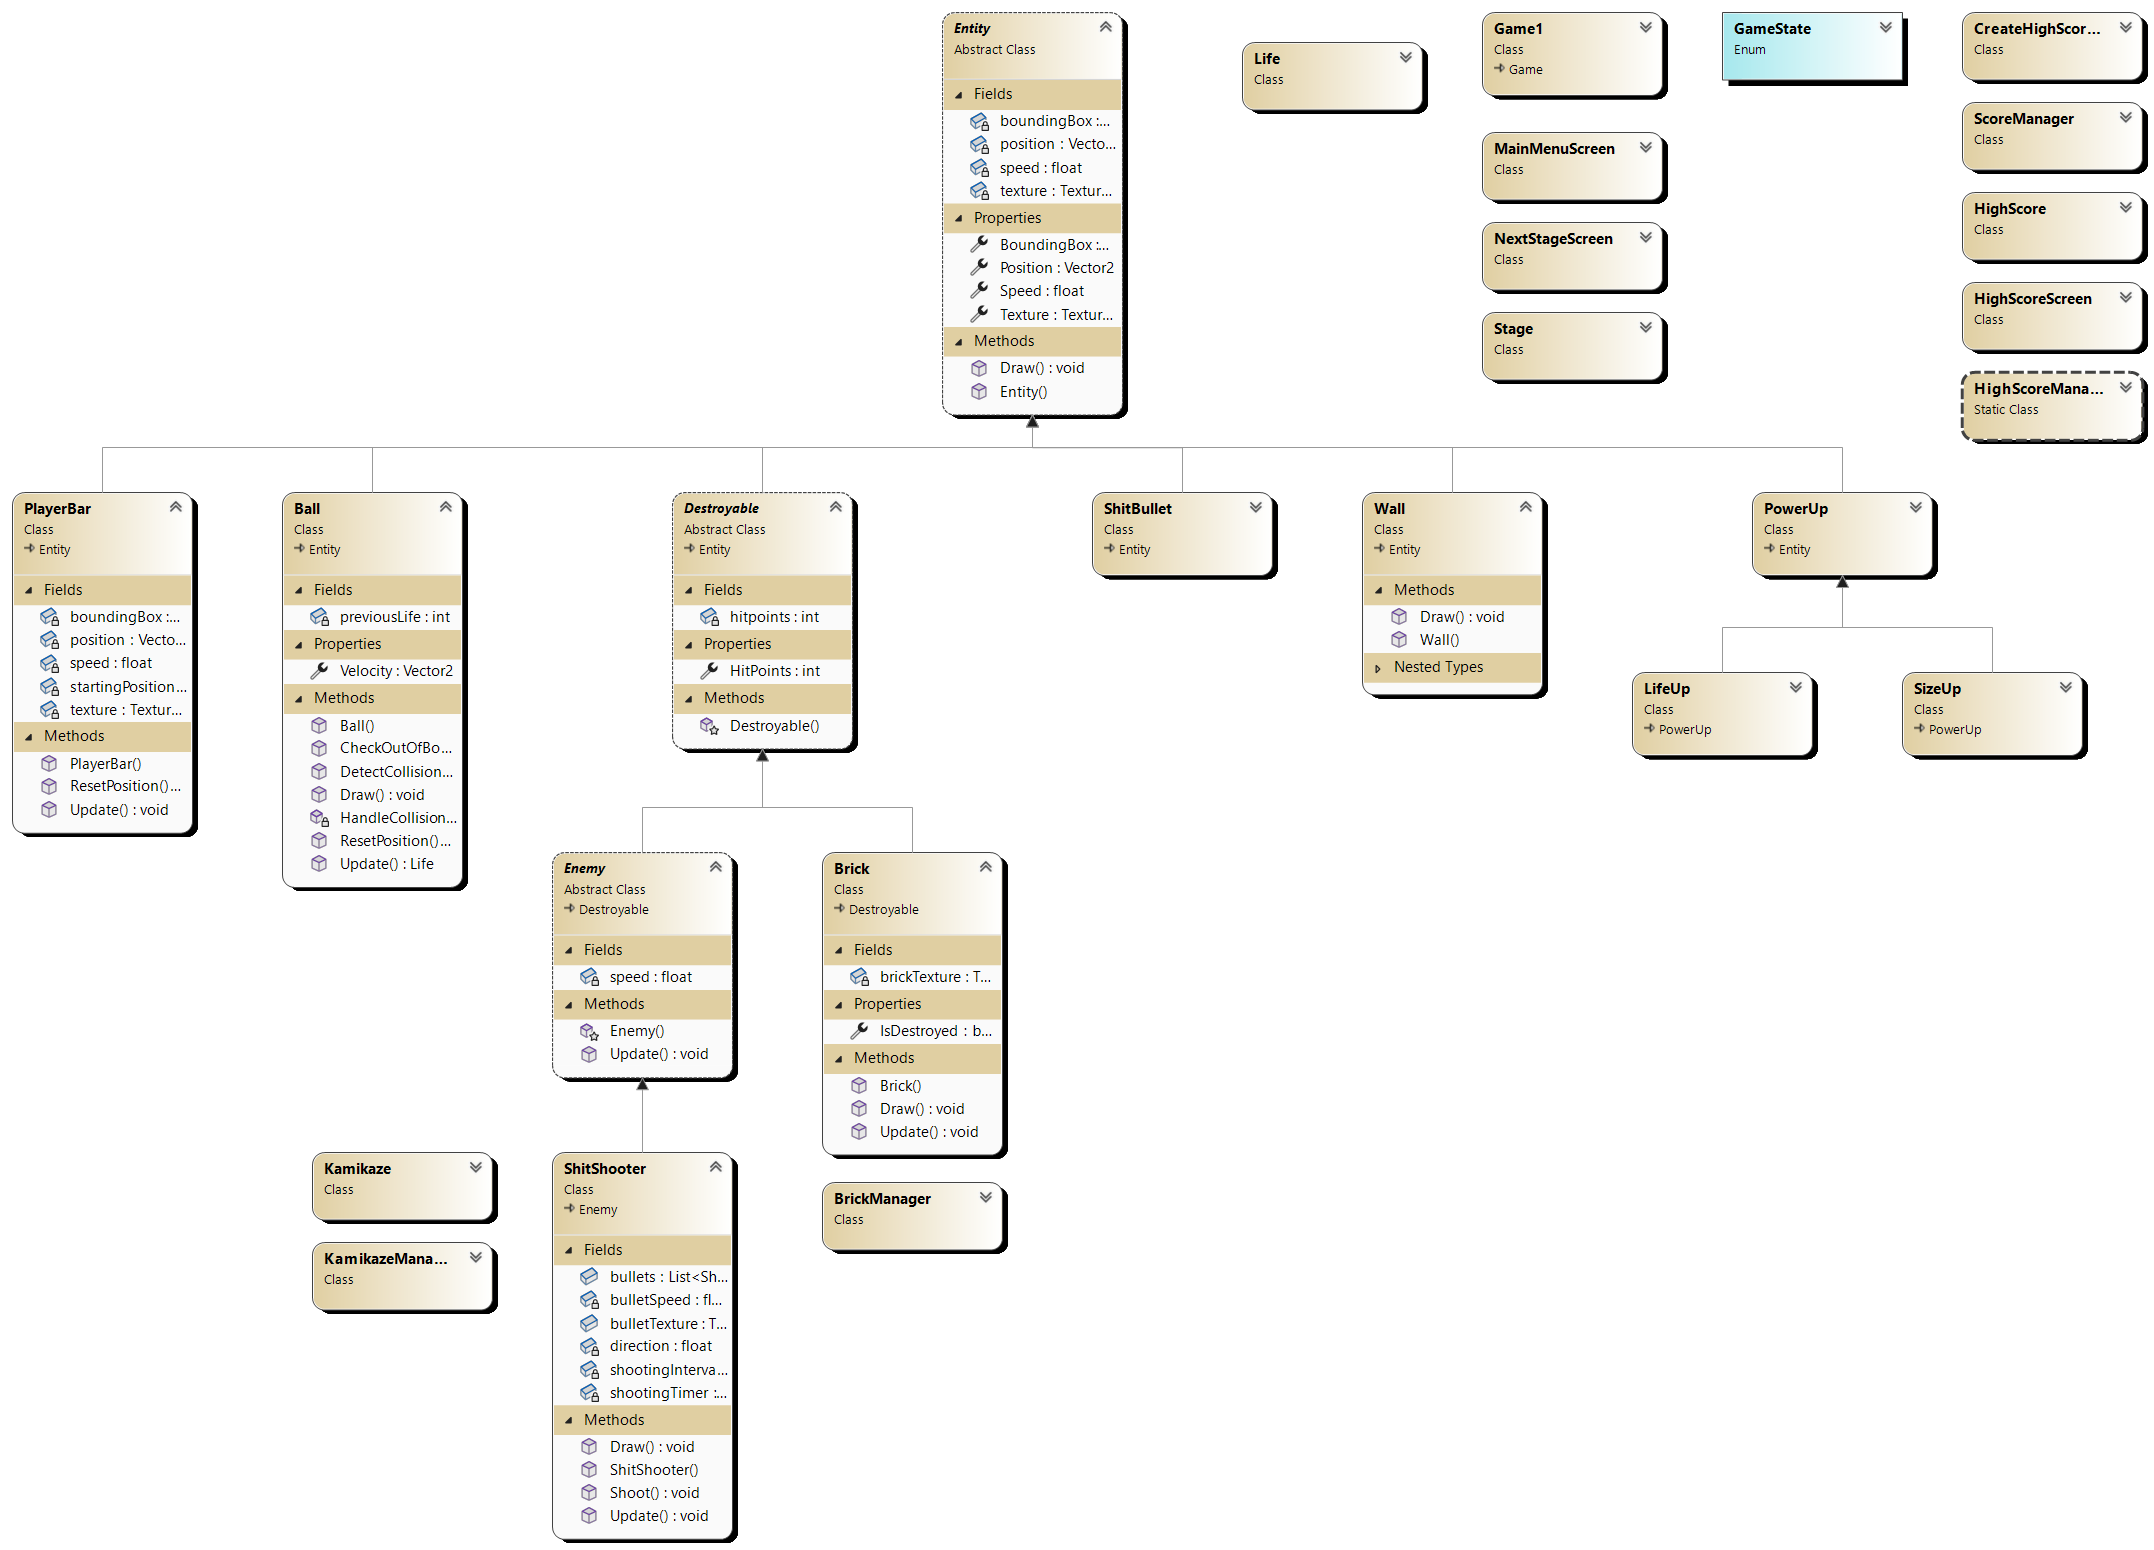 Entity
Abstract Class
Fields
boundingBox :...
position : Vecto...
speed : float
texture : Textur...
Properties
BoundingBox :...
Position : Vector2
Speed : float
Texture : Textur...
Methods
Draw() : void
Entity()
Life
Class
Game1
Class
Game
MainMenuScreen
Class
NextStageScreen
Class
Stage
Class
GameState
Enum
CreateHighScor...
Class
ScoreManager
Class
HighScore
Class
HighScoreScreen
Class
HighScoreMana...
Static Class
PlayerBar
Class
Entity
Fields
boundingBox :...
position : Vecto...
speed : float
startingPosition...
texture : Textur...
Methods
PlayerBar()
ResetPosition()...
Update() : void
Ball
Class
Entity
Fields
previousLife : int
Properties
Velocity : Vector2
Methods
Ball()
CheckOutOfBo...
DetectCollision...
Draw() : void
HandleCollision...
ResetPosition()...
Update() : Life
Destroyable
Abstract Class
Entity
Fields
hitpoints : int
Properties
HitPoints : int
Methods
Destroyable()
ShitBullet
Class
Entity
Wall
Class
Entity
Methods
Draw() : void
Wall()
Nested Types
PowerUp
Class
Entity
LifeUp
Class
PowerUp
SizeUp
Class
PowerUp
Enemy
Abstract Class
Destroyable
Fields
speed : float
Methods
Enemy()
Update() : void
Brick
Class
Destroyable
Fields
brickTexture : T...
Properties
IsDestroyed : b...
Methods
Brick()
Draw() : void
Update() : void
Kamikaze
Class
KamikazeMana...
Class
ShitShooter
Class
Enemy
Fields
bullets : List<Sh...
bulletSpeed : fl...
bulletTexture : T...
direction : float
shootingInterva...
shootingTimer :...
Methods
Draw() : void
ShitShooter()
Shoot() : void
Update() : void
BrickManager
Class